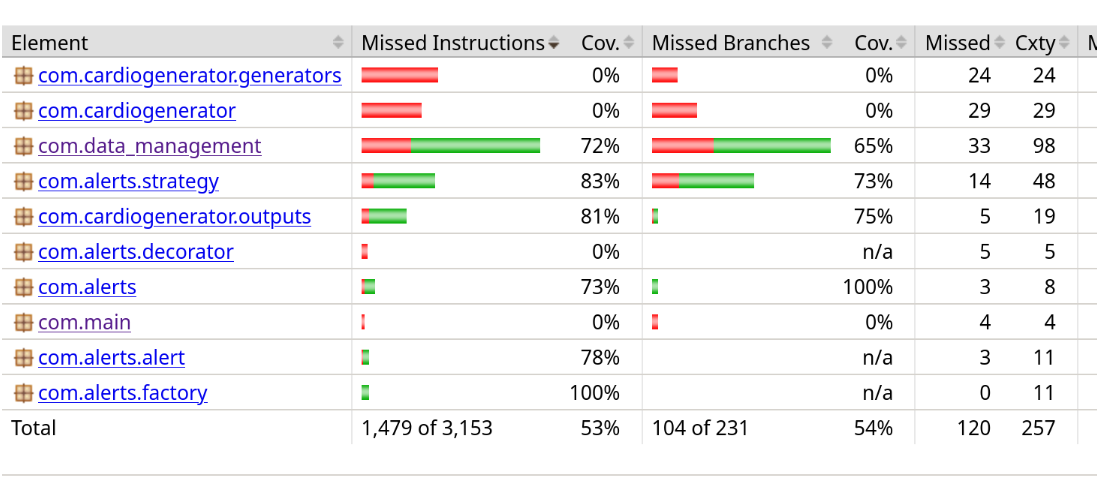 Element Missed Instructions Cov. Missed Branches Cov. Missed Cxty
com.cardiogenerator.generators 0% 0% 24 24
com.cardiogenerator 0% 0% 29 29
com.data_management 72% 65% 33 98
com.alerts.strategy 83% 73% 14 48
com.cardiogenerator.outputs 81% 75% 5 19
com.alerts.decorator 0% n/a 5 5
com.alerts 73% 100% 3 8
com.main 0% 0% 4 4
com.alerts.alert 78% n/a 3 11
com.alerts.factory 100% n/a 0 11
Total 1,479 of 3,153 53% 104 of 231 54% 120 257